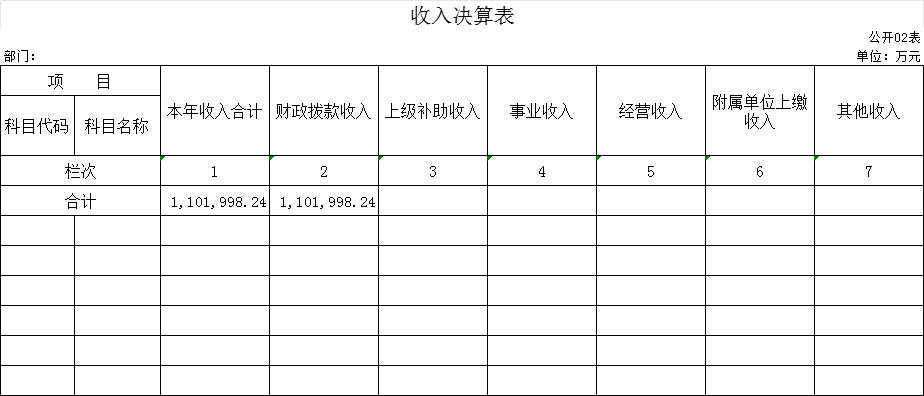 收入决算表
公开02表
部门： 单位：万元
项 目 本年收入合计 财政拨款收入 上级补助收入 事业收入 经营收入 附属单位上缴收入 其他收入
科目代码 科目名称
栏次 1 2 3 4 5 6 7
合计 1,101,998.24 1,101,998.24